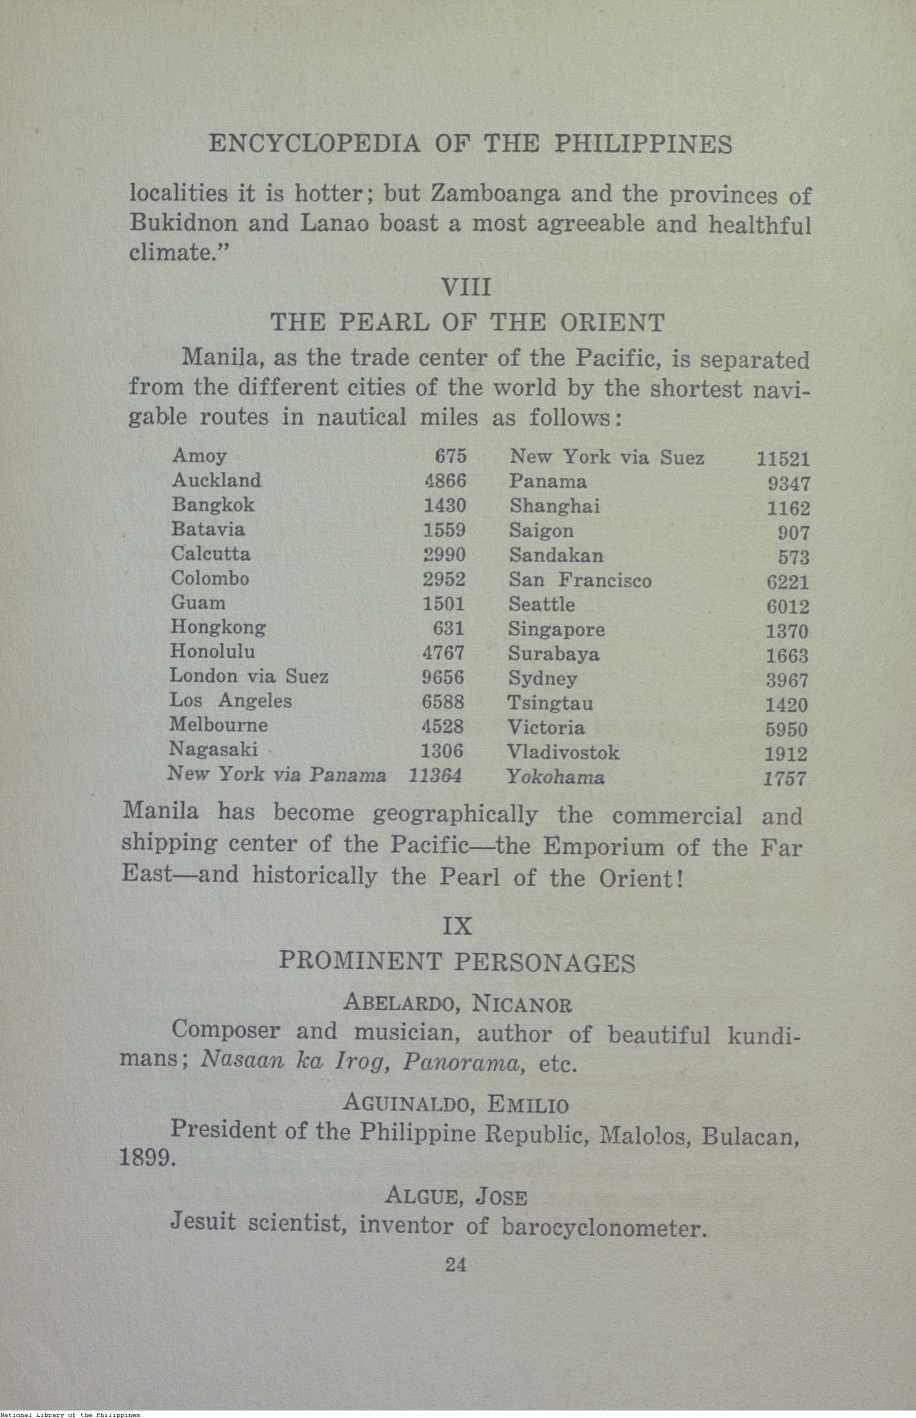 ENCYCLOPEDIA OF THE PHILIPPINES
localities it is hotter; but Zamboanga and the provinces of
Bukidnon and Lanao boast a most agreeable and healthful
climate.”
VIII
THE PEARL OF THE ORIENT
Manila, as the trade center of the Pacific, is separated
from the different cities of the world by the shortest navi-
gable routes in nautical miles as follows:
Amoy 675 New York via Suez 11521
Auckland 4866 Panama 9347
Bangkok 1430 Shanghai 1162
Batavia 1559 Saigon 907
Calcutta 2990 Sandakan 573
Colombo 2952 San Francisco 6221
Guam 1501 Seattle 6012
Hongkong 631 Singapore 1370
Honolulu 4767 Surabaya 1663
London via Suez 9656 Sydney 3967
Los Angeles 6588 Tsingtau 1420
Melbourne 4528 Victoria 5950
Nagasaki 1306 Vladivostok 1912
New York via Panama 11364 Yokohama 1757
Manila has become geographically the commercial and
shipping center of the Pacific—the Emporium of the Far
East—and historically the Pearl of the Orient!
IX
PROMINENT PERSONAGES
ABELARDO, NICANOR
Composer and musician, author of beautiful kundi-
mans; Nasaan ka Irog, Panorama, etc.
AGUINALDO, EMILIO
President of the Philippine Republic, Malolos, Bulacan,
1899.
ALGUE, JOSE
Jesuit scientist, inventor of barocyclonometer.
24
National Library of the Philippines